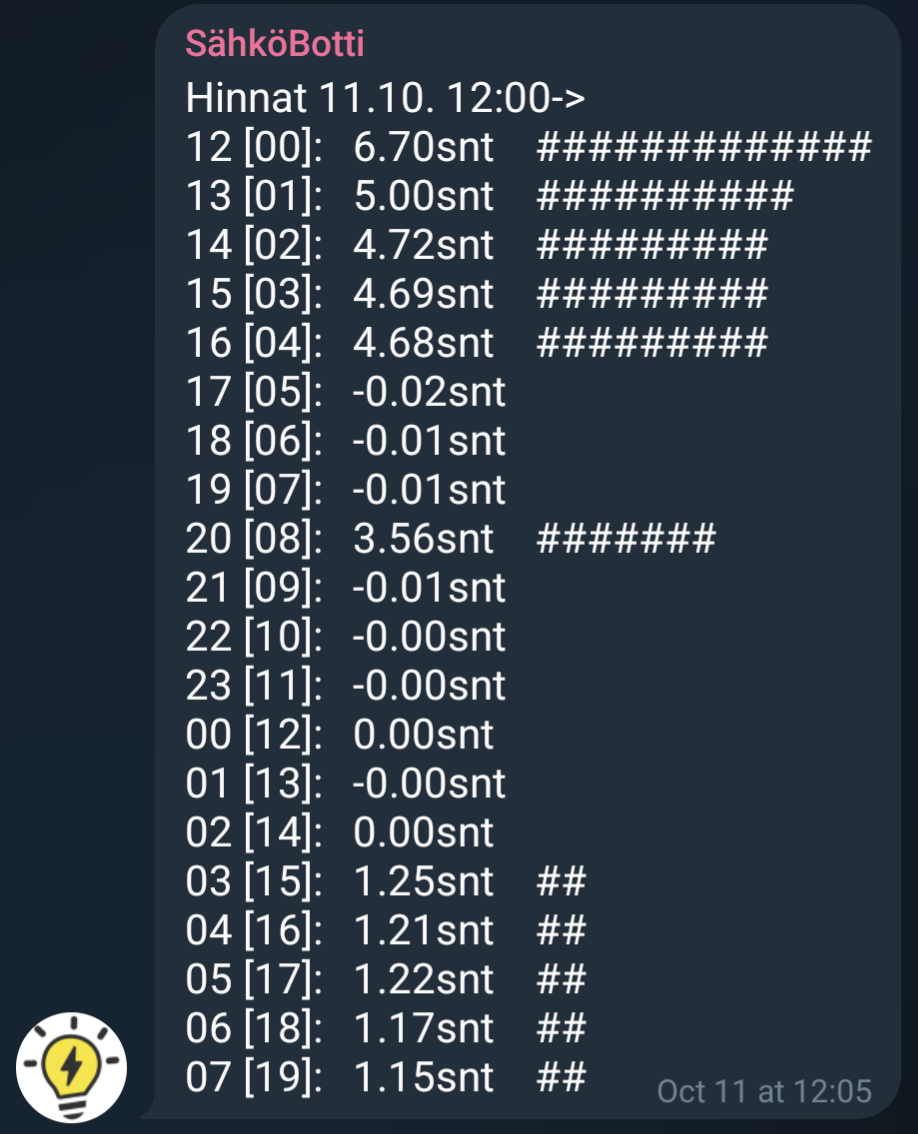 SähköBotti
Hinnat 11.10. 12:00->
12 [00]: 6.70snt #############
13 [01]: 5.00snt ##########
14 [02]: 4.72snt #########
15 [03]: 4.69snt #########
16 [04]: 4.68snt #########
17 [05]: -0.02snt
18 [06]: -0.01snt
19 [07]: -0.01snt
20 [08]: 3.56snt #######
21 [09]: -0.01snt
22 [10]: -0.00snt
23 [11]: -0.00snt
00 [12]: 0.00snt
01 [13]: -0.00snt
02 [14]: 0.00snt
03 [15]: 1.25snt ##
04 [16]: 1.21snt ##
05 [17]: 1.22snt ##
06 [18]: 1.17snt ##
07 [19]: 1.15snt ##
Oct 11 at 12:05